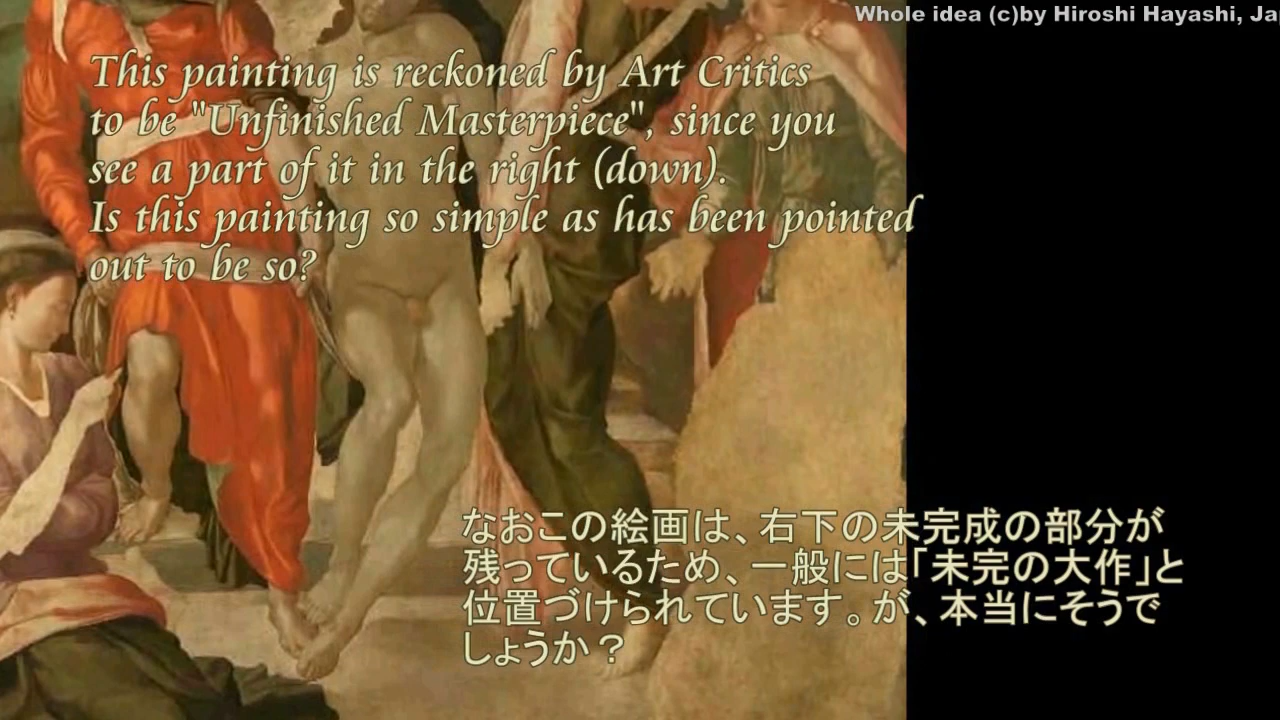 Whole idea (c)by Hiroshi Hayashi, Ja
This painting is reckoned by Art Critics
to be "Unfinished Masterpiece", since you
see a part of it in the right (down).
Is this painting so simple as has been pointed
out to be so?
なおこの絵画は、右下の未完成の部分が
残っているため、一般には「未完の大作」と
位置づけられています。が、本当にそうで
しょうか？